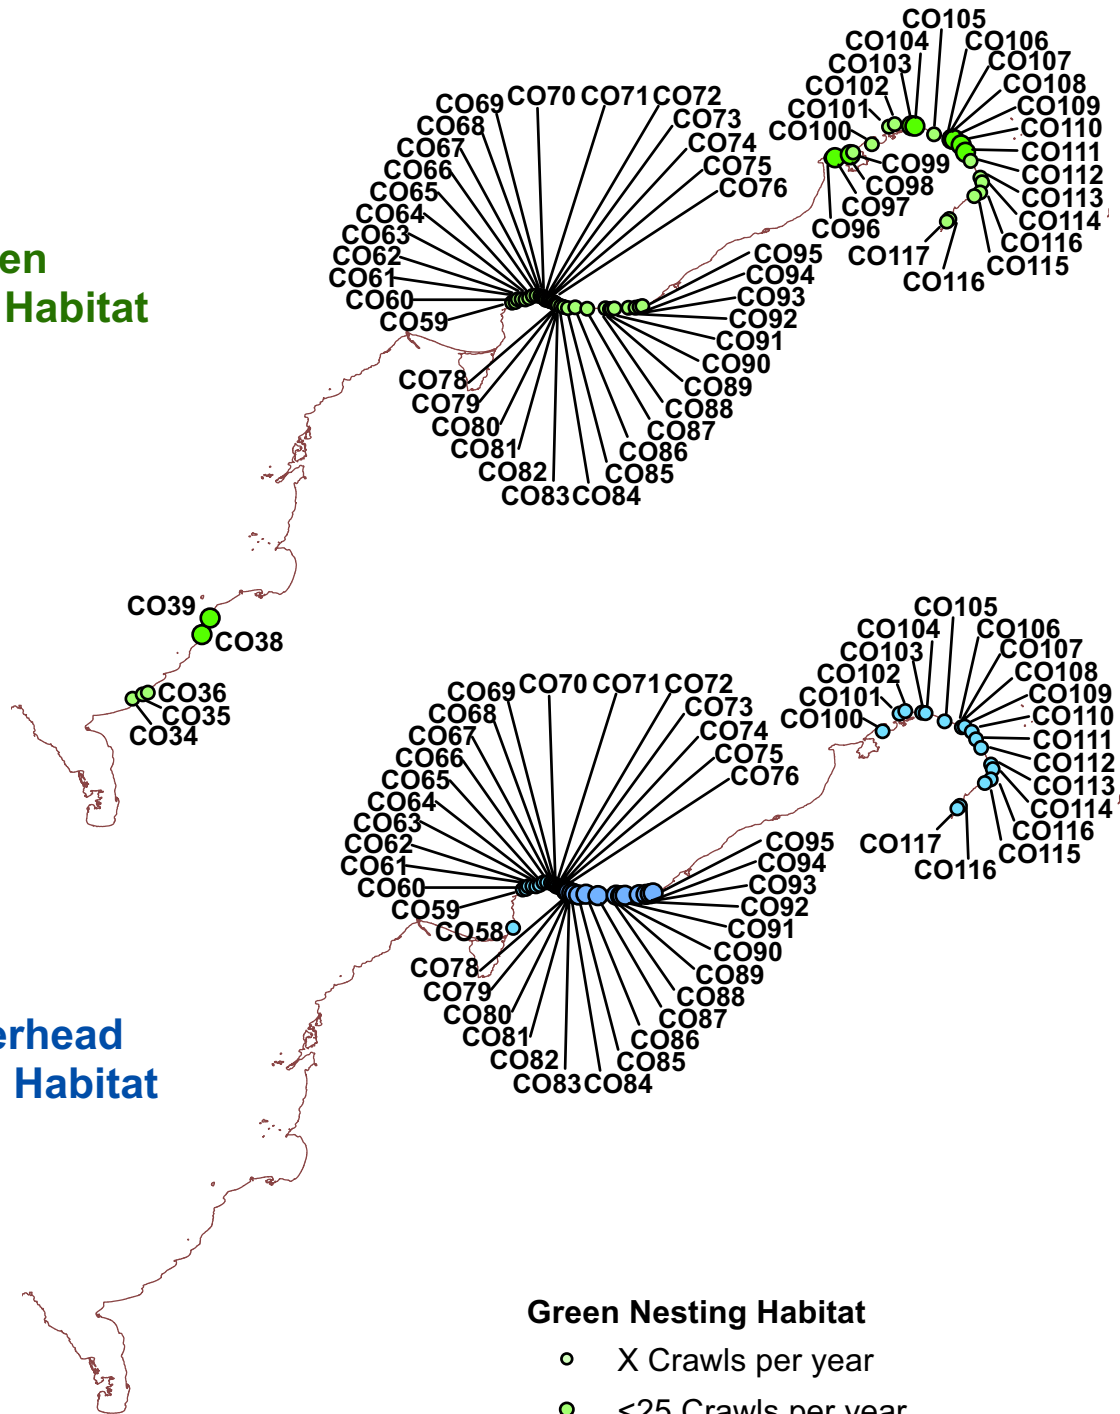 CO105
CO104 CO106
CO103 CO107
CO102 CO108
CO101 CO109
CO100 CO110
CO111
CO99 CO112
CO98 CO113
CO97 CO114
CO96 CO116
CO117 CO115
CO116
CO69 CO70 CO71 CO72
CO68 CO73
CO67 CO74
CO66 CO75
CO65 CO76
CO64
CO63
CO62 CO95
CO61 CO94
CO60 CO93
CO59 CO92
CO91
CO90
CO78 CO89
CO79 CO88
CO80 CO87
CO81 CO86
CO82 CO85
CO83 CO84
en
Habitat
CO39
CO38
CO36
CO35
CO34
CO105
CO104 CO106
CO103 CO107
CO102 CO108
CO101 CO109
CO100 CO110
CO111
CO112
CO113
CO114
CO117 CO116
CO116 CO115
CO69 CO70 CO71 CO72
CO68 CO73
CO67 CO74
CO66 CO75
CO65 CO76
CO64
CO63
CO62 CO95
CO61 CO94
CO60 CO93
CO59 CO92
CO58 CO91
CO90
CO78 CO89
CO79 CO88
CO80 CO87
CO81 CO86
CO82 CO85
CO83 CO84
erhead
Habitat
Green Nesting Habitat
X Crawls per year
<25 Crawls per year